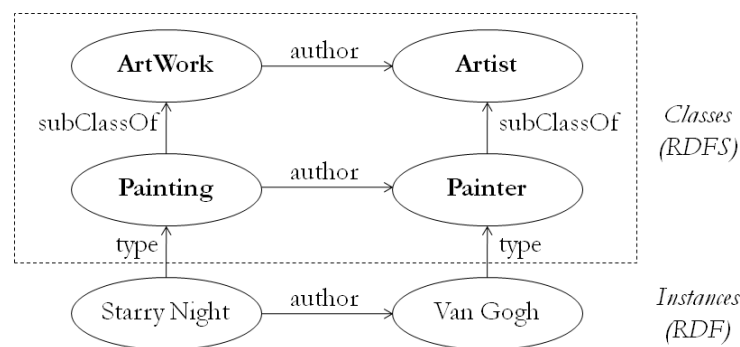 ArtWork author Artist
subClassOf subClassOf
Classes
(RDFS)
Painting author Painter
type type
Starry Night author Van Gogh
Instances
(RDF)